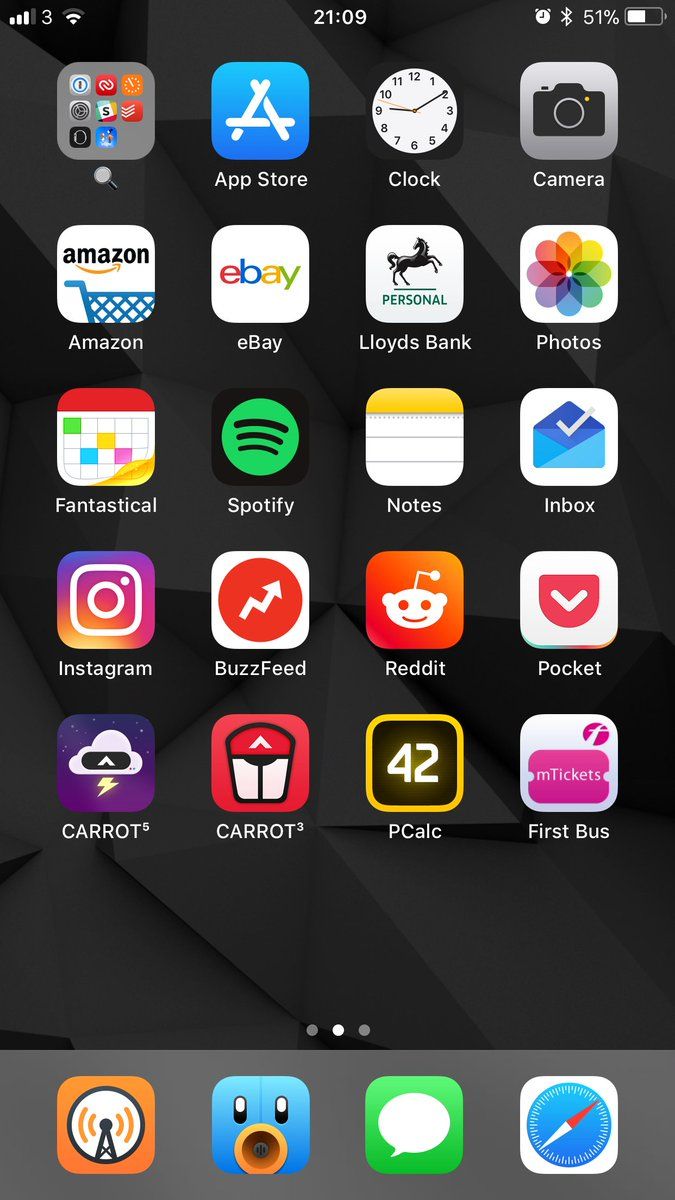 3 21:09 51%
S
🔍 App Store Clock Camera
12 1 2 3 4 5 6 7 8 9 10 11
amazon ebay PERSONAL
Amazon eBay Lloyds Bank Photos
Fantastical Spotify Notes Inbox
Instagram BuzzFeed Reddit Pocket
42 f mTickets
CARROT⁵ CARROT³ PCalc First Bus